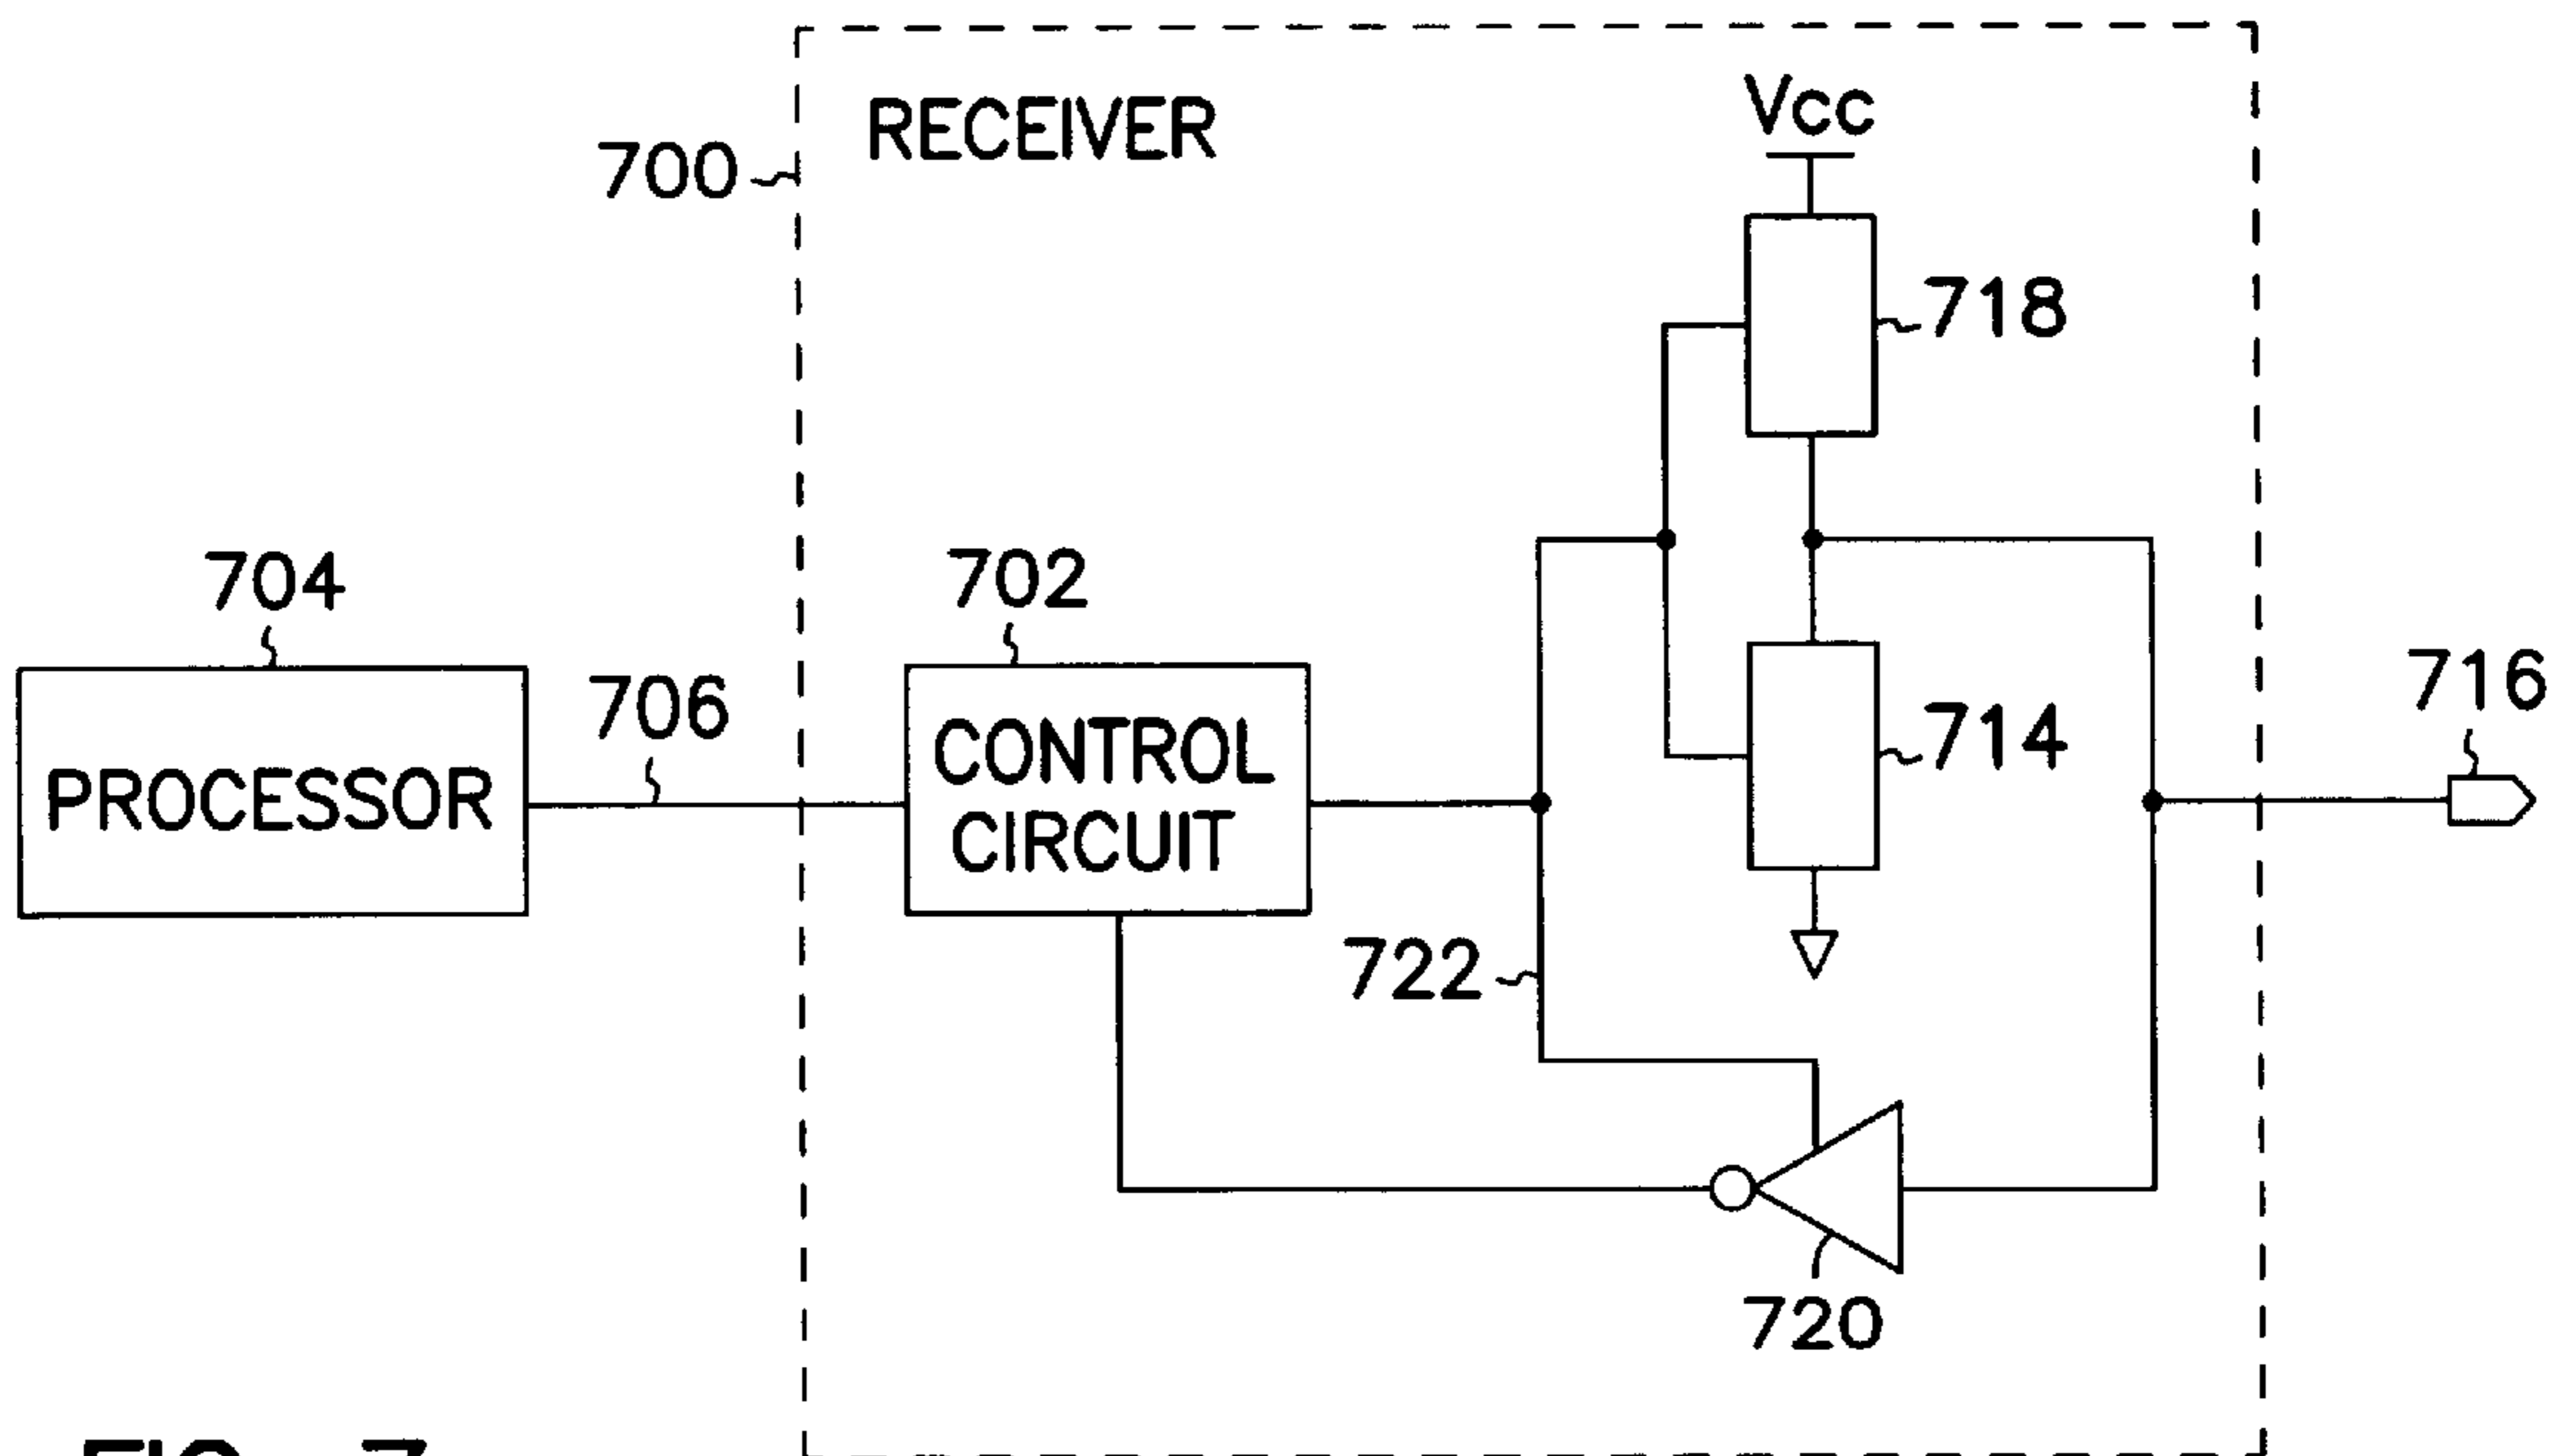 Vcc
RECEIVER
700
718
704
702
706
716
714
PROCESSOR
CONTROL
CIRCUIT
722
720